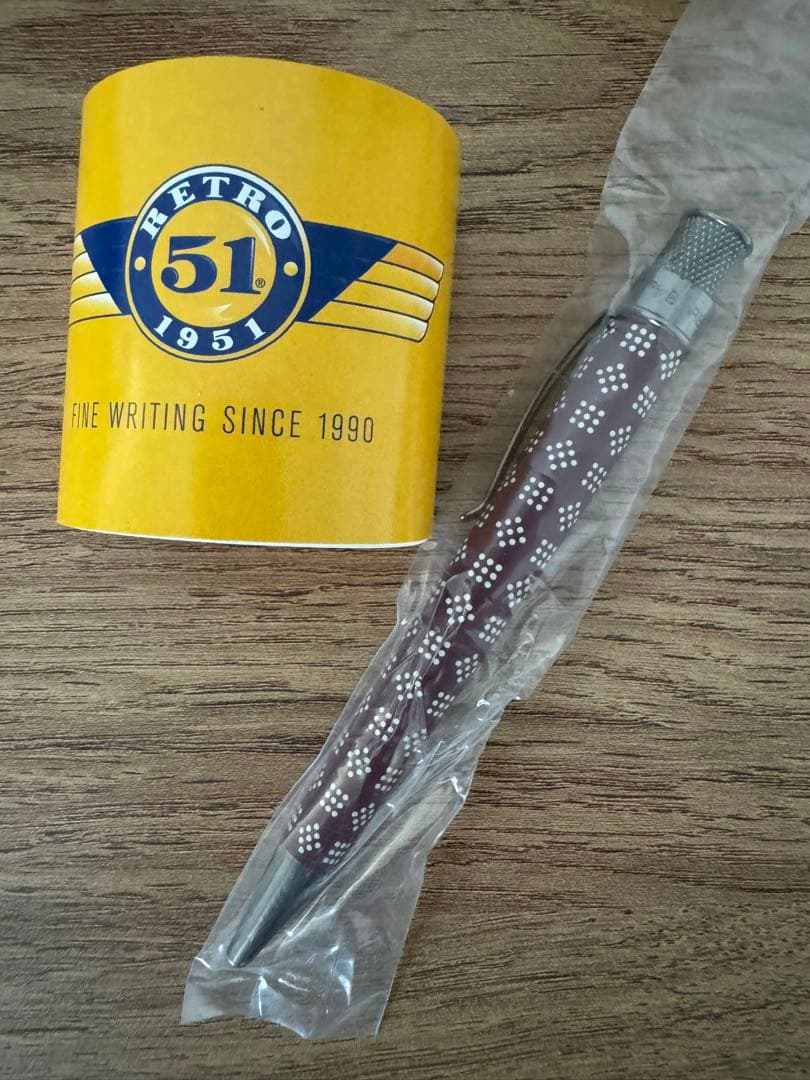 RETRO
51®
1951
FINE WRITING SINCE 1990